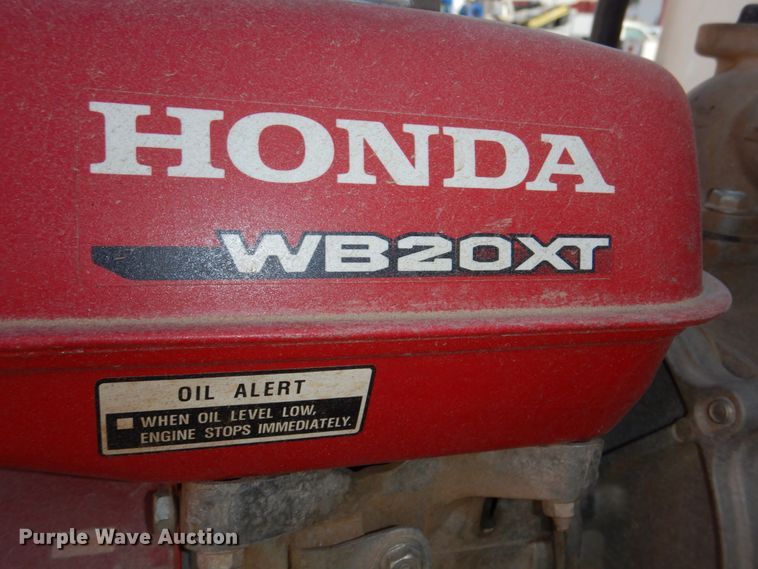 HONDA
WB20XT
OIL ALERT
WHEN OIL LEVEL LOW,
ENGINE STOPS IMMEDIATELY.
Purple Wave Auction